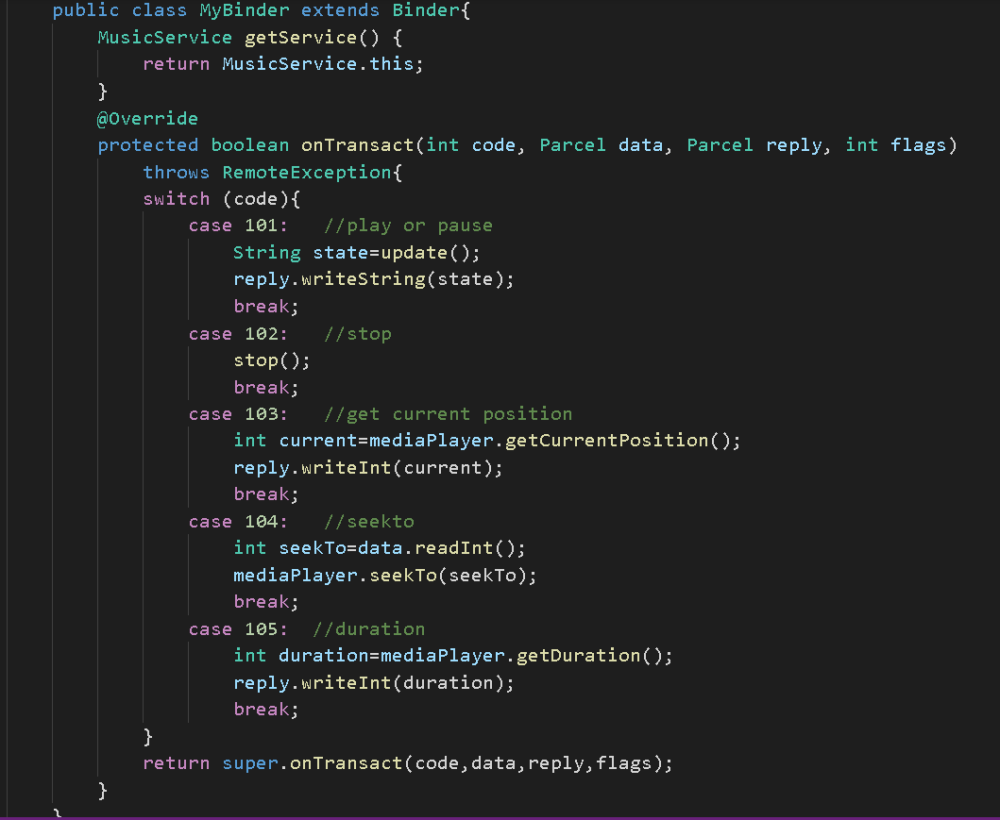 public class MyBinder extends Binder{
MusicService getService() {
return MusicService.this;
}
@Override
protected boolean onTransact(int code, Parcel data, Parcel reply, int flags)
throws RemoteException{
switch (code){
case 101:   //play or pause
String state=update();
reply.writeString(state);
break;
case 102:   //stop
stop();
break;
case 103:   //get current position
int current=mediaPlayer.getCurrentPosition();
reply.writeInt(current);
break;
case 104:   //seekto
int seekTo=data.readInt();
mediaPlayer.seekTo(seekTo);
break;
case 105:  //duration
int duration=mediaPlayer.getDuration();
reply.writeInt(duration);
break;
}
return super.onTransact(code,data,reply,flags);
}
}